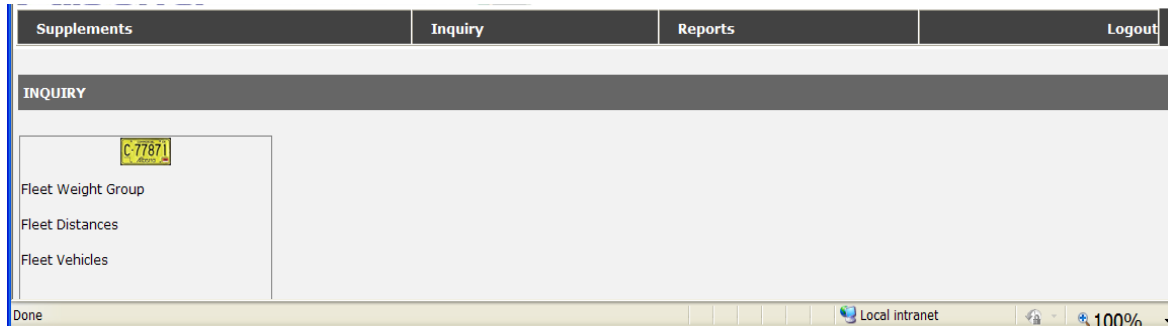 Supplements Inquiry Reports Logout
INQUIRY
C-77871
Fleet Weight Group
Fleet Distances
Fleet Vehicles
Done Local intranet 100%